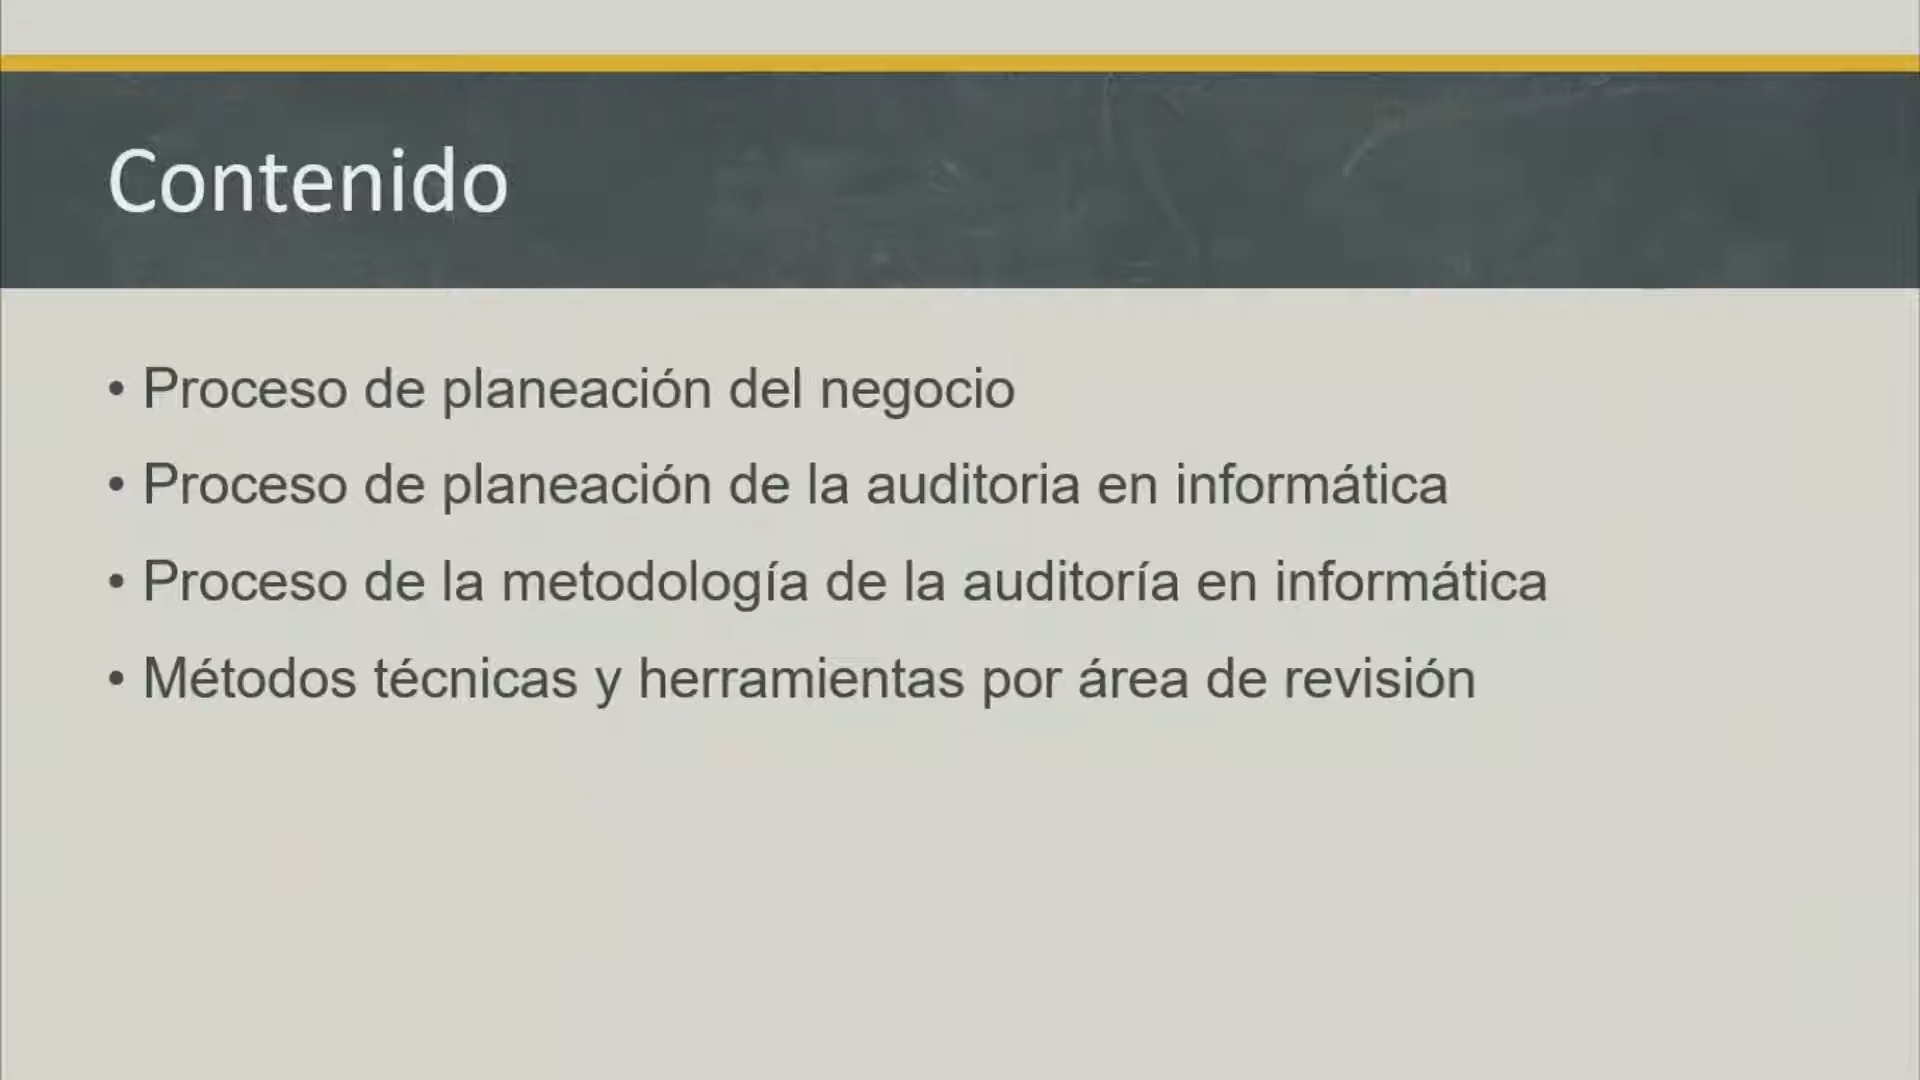 Contenido
• Proceso de planeación del negocio
• Proceso de planeación de la auditoria en informática
• Proceso de la metodología de la auditoría en informática
• Métodos técnicas y herramientas por área de revisión